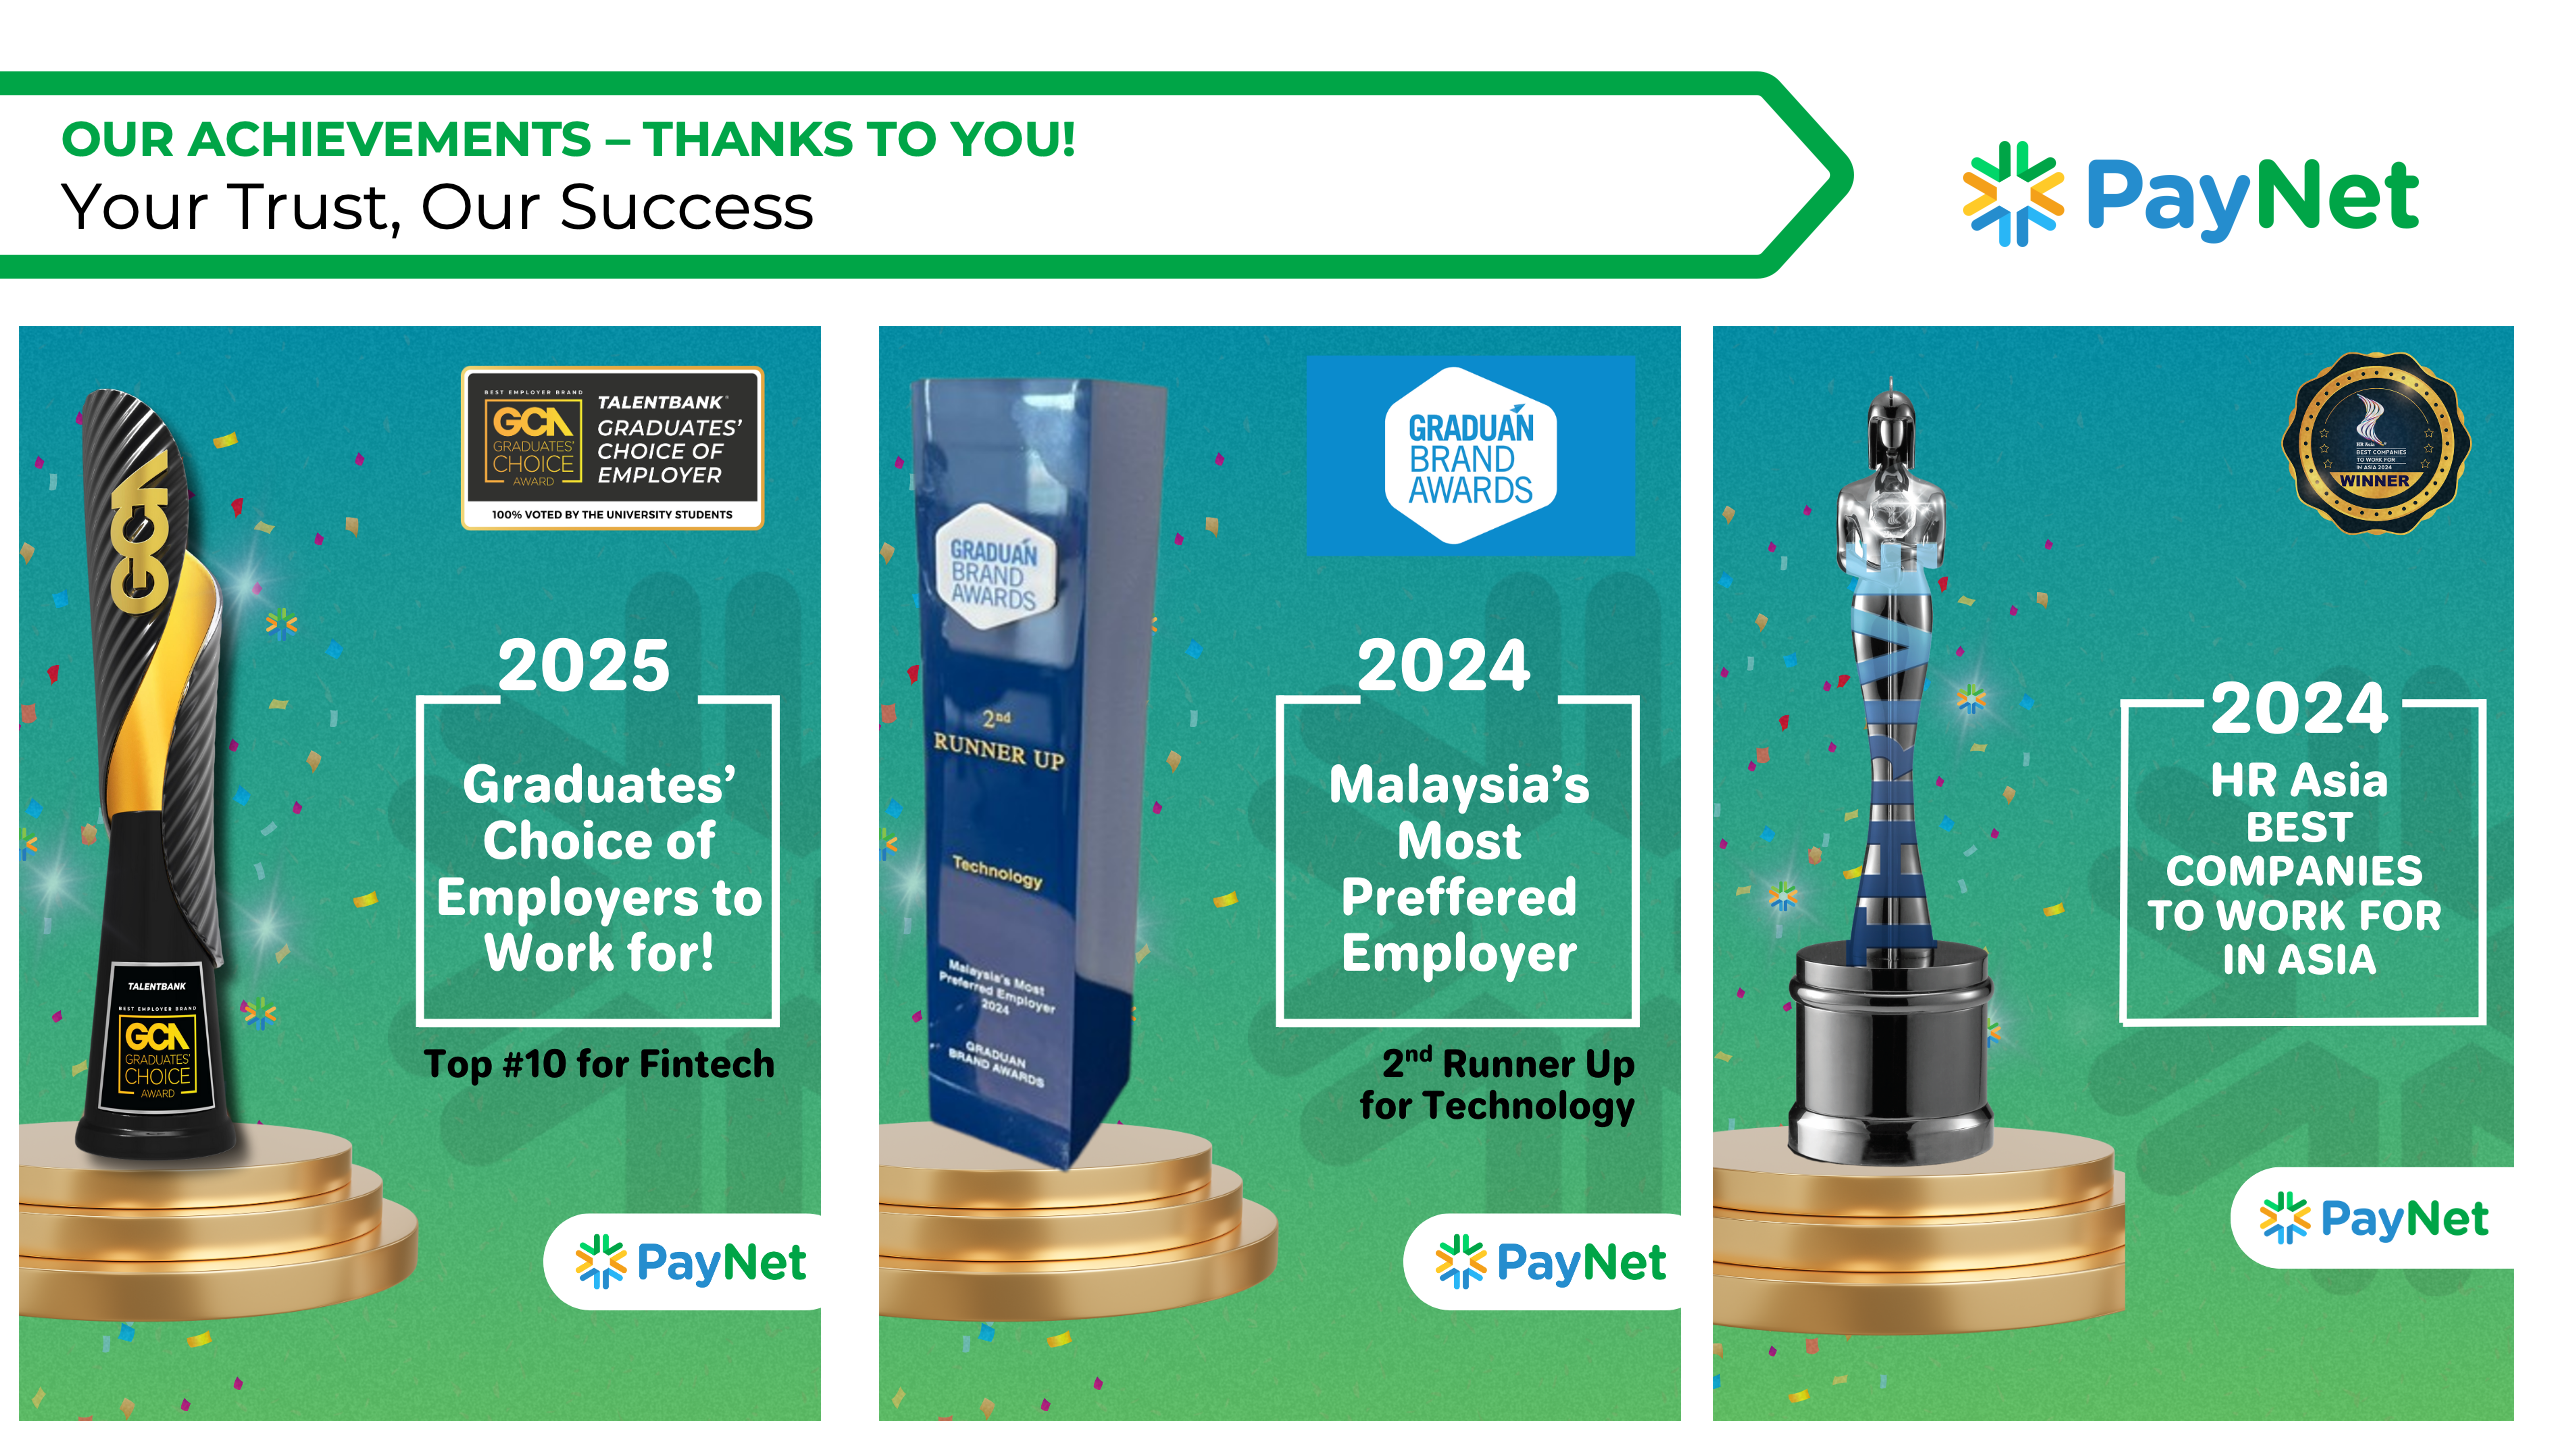 OUR ACHIEVEMENTS – THANKS TO YOU!
Your Trust, Our Success
PayNet
GCA
BEST EMPLOYER BRAND
GCA
GRADUATES'
CHOICE
AWARD
TALENTBANK
GRADUATES'
CHOICE OF
EMPLOYER
100% VOTED BY THE UNIVERSITY STUDENTS
2025
Graduates'
Choice of
Employers to
Work for!
Top #10 for Fintech
TALENTBANK
BEST EMPLOYER BRAND
GCA
GRADUATES'
CHOICE
AWARD
PayNet
GRADUAN
BRAND
AWARDS
GRADUAN
BRAND
AWARDS
2nd
RUNNER UP
Technology
Malaysia's Most
Preferred Employer
2024
GRADUAN
BRAND AWARDS
2024
Malaysia's
Most
Preffered
Employer
2nd Runner Up
for Technology
PayNet
HR Asia
BEST COMPANIES
TO WORK FOR
IN ASIA 2024
WINNER
2024
HR Asia
BEST
COMPANIES
TO WORK FOR
IN ASIA
PayNet